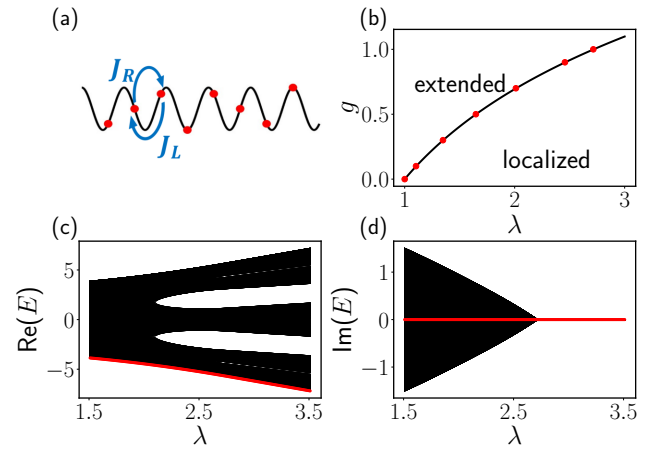 (a)
J_R
J_L
(b)
1.0
0.5
0.0
g
extended
localized
1 2 3
λ
(c)
5
0
−5
Re(E)
1.5 2.5 3.5
λ
(d)
1
0
−1
Im(E)
1.5 2.5 3.5
λ